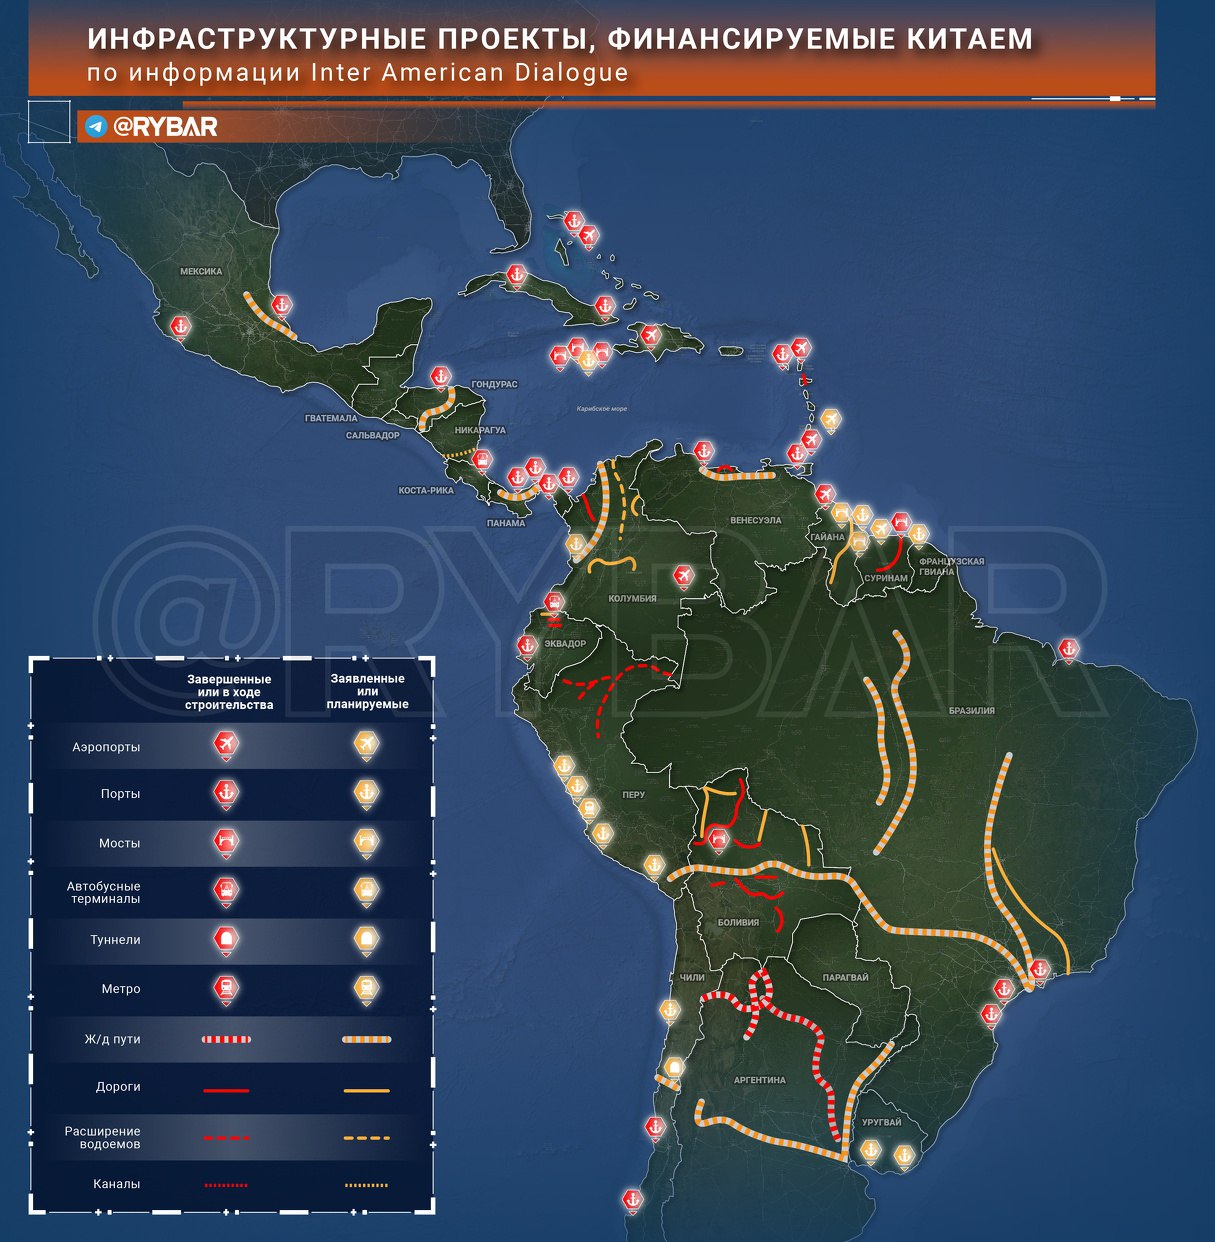 ИНФРАСТРУКТУРНЫЕ ПРОЕКТЫ, ФИНАНСИРУЕМЫЕ КИТАЕМ
по информации Inter American Dialogue
@RYBAR
МЕКСИКА
ГОНДУРАС
Карибское море
ГВАТЕМАЛА
НИКАРАГУА
САЛЬВАДОР
КОСТА-РИКА
ПАНАМА
ВЕНЕСУЭЛА
ГАЙАНА
ФРАНЦУЗСКАЯ
ГВИАНА
СУРИНАМ
КОЛУМБИЯ
@RYBAR
ЭКВАДОР
БРАЗИЛИЯ
ПЕРУ
БОЛИВИЯ
ЧИЛИ
ПАРАГВАЙ
АРГЕНТИНА
УРУГВАЙ
Завершенные
или в ходе
строительства
Заявленные
или
планируемые
Аэропорты
Порты
Мосты
Автобусные
терминалы
Туннели
Метро
Ж/д пути
Дороги
Расширение
водоемов
Каналы